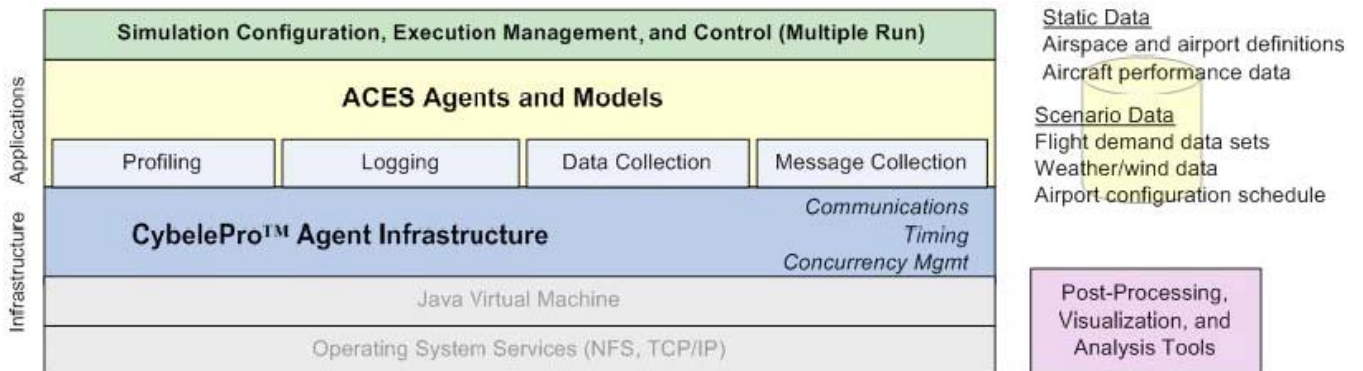 Simulation Configuration, Execution Management, and Control (Multiple Run)
Applications
ACES Agents and Models
Profiling
Logging
Data Collection
Message Collection
Infrastructure
CybelePro™ Agent Infrastructure
Communications
Timing
Concurrency Mgmt
Java Virtual Machine
Operating System Services (NFS, TCP/IP)
Static Data
Airspace and airport definitions
Aircraft performance data
Scenario Data
Flight demand data sets
Weather/wind data
Airport configuration schedule
Post-Processing,
Visualization, and
Analysis Tools